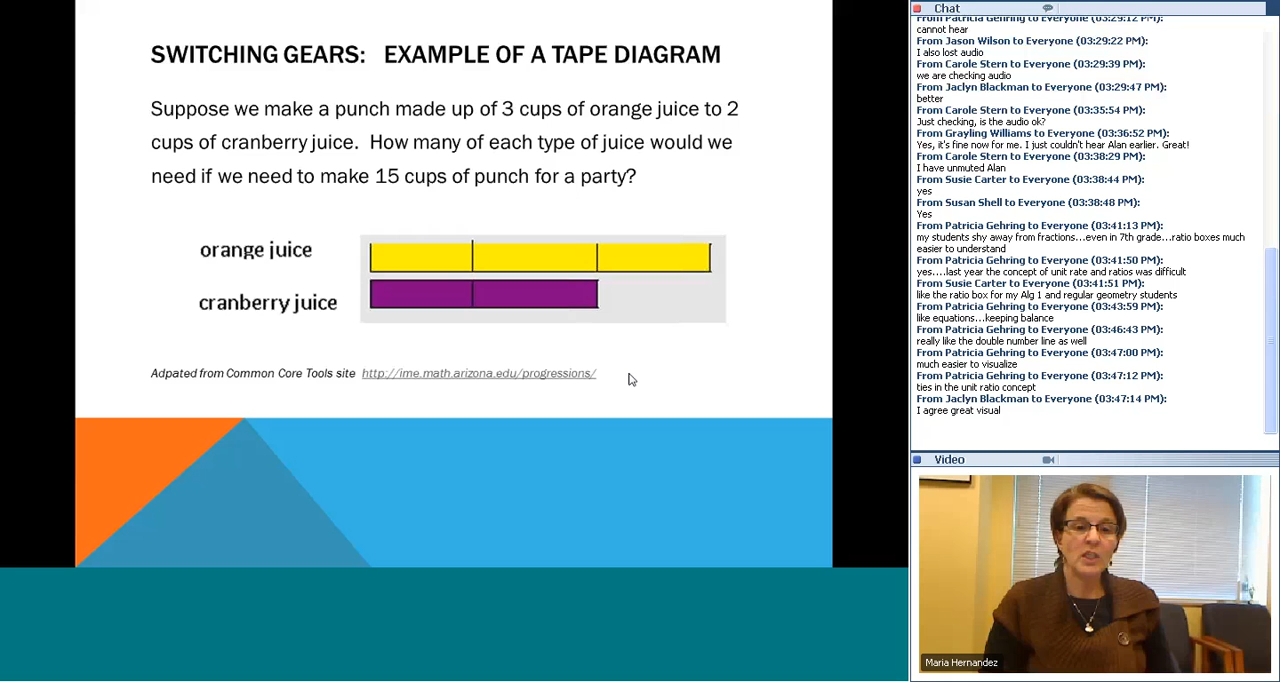 SWITCHING GEARS: EXAMPLE OF A TAPE DIAGRAM
Suppose we make a punch made up of 3 cups of orange juice to 2
cups of cranberry juice. How many of each type of juice would we
need if we need to make 15 cups of punch for a party?
orange juice
cranberry juice
Adpated from Common Core Tools site http://ime.math.arizona.edu/progressions/
Chat
From Patricia Gehring to Everyone (03:29:12 PM):
cannot hear
From Jason Wilson to Everyone (03:29:22 PM):
I also lost audio
From Carole Stern to Everyone (03:29:39 PM):
we are checking audio
From Jaclyn Blackman to Everyone (03:29:47 PM):
better
From Carole Stern to Everyone (03:35:54 PM):
Just checking, is the audio ok?
From Grayling Williams to Everyone (03:36:52 PM):
Yes, it's fine now for me. I just couldn't hear Alan earlier. Great!
From Carole Stern to Everyone (03:38:29 PM):
I have unmuted Alan
From Susie Carter to Everyone (03:38:44 PM):
yes
From Susan Shell to Everyone (03:38:48 PM):
Yes
From Patricia Gehring to Everyone (03:41:13 PM):
my students shy away from fractions...even in 7th grade...ratio boxes much
easier to understand
From Patricia Gehring to Everyone (03:41:50 PM):
yes....last year the concept of unit rate and ratios was difficult
From Susie Carter to Everyone (03:41:51 PM):
like the ratio box for my Alg 1 and regular geometry students
From Patricia Gehring to Everyone (03:43:59 PM):
like equations...keeping balance
From Patricia Gehring to Everyone (03:46:43 PM):
really like the double number line as well
From Patricia Gehring to Everyone (03:47:00 PM):
much easier to visualize
From Patricia Gehring to Everyone (03:47:12 PM):
ties in the unit ratio concept
From Jaclyn Blackman to Everyone (03:47:14 PM):
I agree great visual
Video
Maria Hernandez